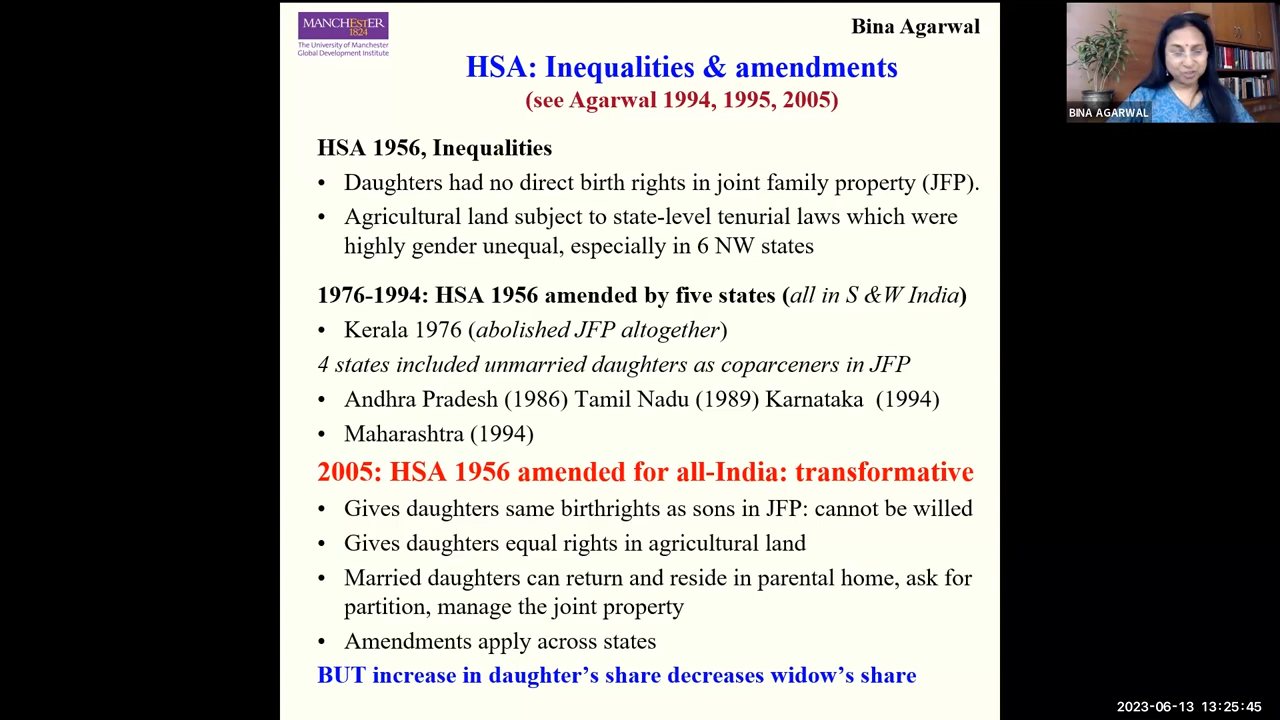 MANCHESTER
1824
The University of Manchester
Global Development Institute
Bina Agarwal
HSA: Inequalities & amendments
(see Agarwal 1994, 1995, 2005)
HSA 1956, Inequalities
• Daughters had no direct birth rights in joint family property (JFP).
• Agricultural land subject to state-level tenurial laws which were
highly gender unequal, especially in 6 NW states
1976-1994: HSA 1956 amended by five states (all in S &W India)
• Kerala 1976 (abolished JFP altogether)
4 states included unmarried daughters as coparceners in JFP
• Andhra Pradesh (1986) Tamil Nadu (1989) Karnataka (1994)
• Maharashtra (1994)
2005: HSA 1956 amended for all-India: transformative
• Gives daughters same birthrights as sons in JFP: cannot be willed
• Gives daughters equal rights in agricultural land
• Married daughters can return and reside in parental home, ask for
partition, manage the joint property
• Amendments apply across states
BUT increase in daughter’s share decreases widow’s share
BINA AGARWAL
2023-06-13 13:25:45